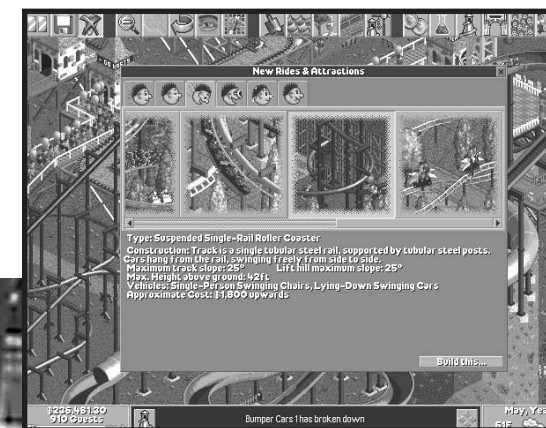 New Rides & Attractions
Type: Suspended Single-Rail Roller Coaster
Construction: Track is a single tubular steel rail, supported by tubular steel posts.
Cars hang from the rail, swinging freely from side to side.
Maximum track slope: 25° Lift hill maximum slope: 25°
Max. Height above ground: 42ft
Vehicles: Single-Person Swinging Chairs, Lying-Down Swinging Cars
Approximate Cost: $1,800 upwards
Build this...
$236,481.30
910 Guests
Bumper Cars 1 has broken down
May, Yea
61F